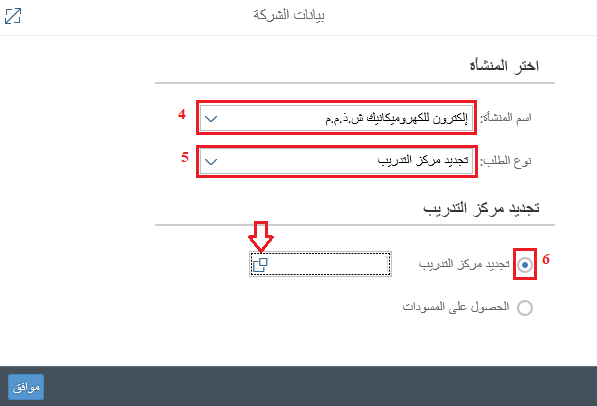 بيانات الشركة
اختر المنشأة
اسم المنشأة: إلكترون للكهروميكانيك ش.ذ.م.م 4
نوع الطلب: تجديد مركز التدريب 5
تجديد مركز التدريب
6 تجديد مركز التدريب
الحصول على المسودات
موافق